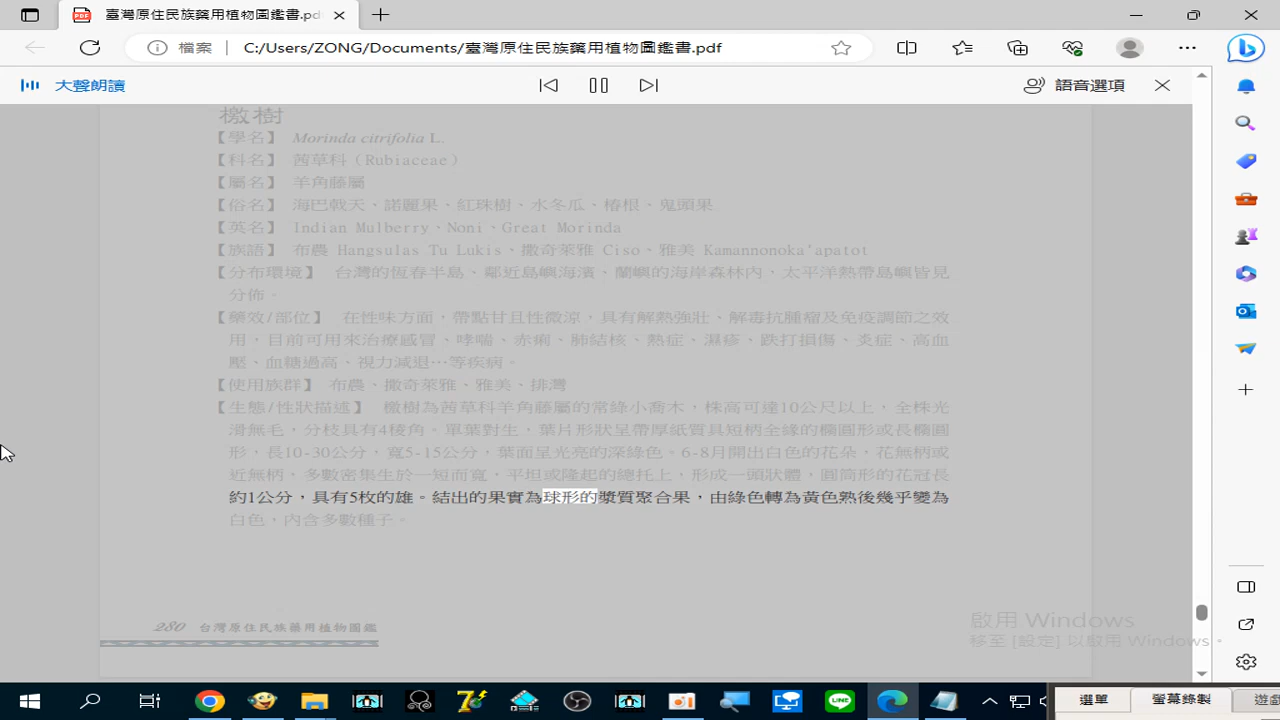 臺灣原住民族藥用植物圖鑑書.pdf
檔案
C:/Users/ZONG/Documents/臺灣原住民族藥用植物圖鑑書.pdf
大聲朗讀
語音選項
檄樹
【學名】 Morinda citrifolia L.
【科名】 茜草科（Rubiaceae）
【屬名】 羊角藤屬
【俗名】 海巴戟天、諾麗果、紅珠樹、水冬瓜、椿根、鬼頭果
【英名】 Indian Mulberry、Noni、Great Morinda
【族語】 布農 Hangsulas Tu Lukis、撒奇萊雅 Ciso、雅美 Kamannonoka'apatot
【分布環境】 台灣的恆春半島、鄰近島嶼海濱、蘭嶼的海岸森林內，太平洋熱帶島嶼皆見
分佈。
【藥效/部位】 在性味方面，帶點甘且性微涼，具有解熱強壯、解毒抗腫瘤及免疫調節之效
用，目前可用來治療感冒、哮喘、赤痢、肺結核、熱症、濕疹、跌打損傷、炎症、高血
壓、血糖過高、視力減退…等疾病。
【使用族群】 布農、撒奇萊雅、雅美、排灣
【生態/性狀描述】 檄樹為茜草科羊角藤屬的常綠小喬木，株高可達10公尺以上，全株光
滑無毛，分枝具有4稜角。單葉對生，葉片形狀呈帶厚紙質具短柄全緣的橢圓形或長橢圓
形，長10-30公分、寬5-15公分，葉面呈光亮的深綠色。6-8月開出白色的花朵，花無柄或
近無柄，多數密集生於一短而寬，平坦或隆起的總托上，形成一頭狀體，圓筒形的花冠長
約1公分，具有5枚的雄。結出的果實為球形的漿質聚合果，由綠色轉為黃色熟後幾乎變為
白色，內含多數種子。
280 台灣原住民族藥用植物圖鑑
啟用 Windows
移至 [設定] 以啟用 Windows。
LINE
選單
螢幕錄製